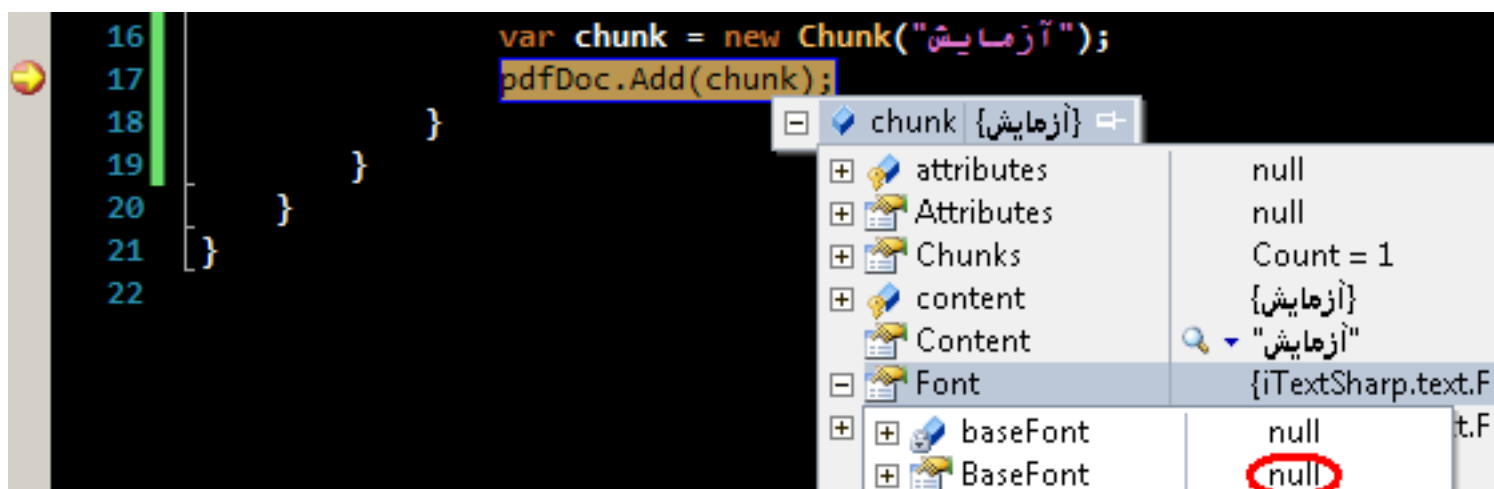 16 var chunk = new Chunk("آزمایش");
17 pdfDoc.Add(chunk);
18 }
chunk {آزمایش}
19 }
attributes null
20 }
Attributes null
21 }
Chunks Count = 1
22
content {آزمایش}
Content "آزمایش"
Font {iTextSharp.text.F
t.F
baseFont null
BaseFont null